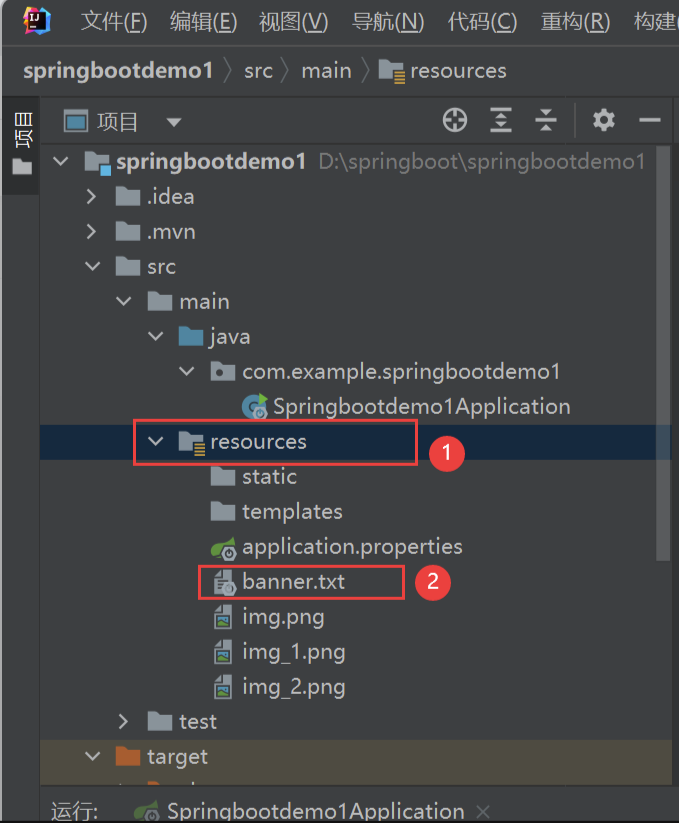 IJ 文件(F) 编辑(E) 视图(V) 导航(N) 代码(C) 重构(R) 构建(
springbootdemo1 src main resources
项目
项目
springbootdemo1 D:\springboot\springbootdemo1
.idea
.mvn
src
main
java
com.example.springbootdemo1
Springbootdemo1Application
resources 1
static
templates
application.properties
banner.txt 2
img.png
img_1.png
img_2.png
test
target
运行: Springbootdemo1Application